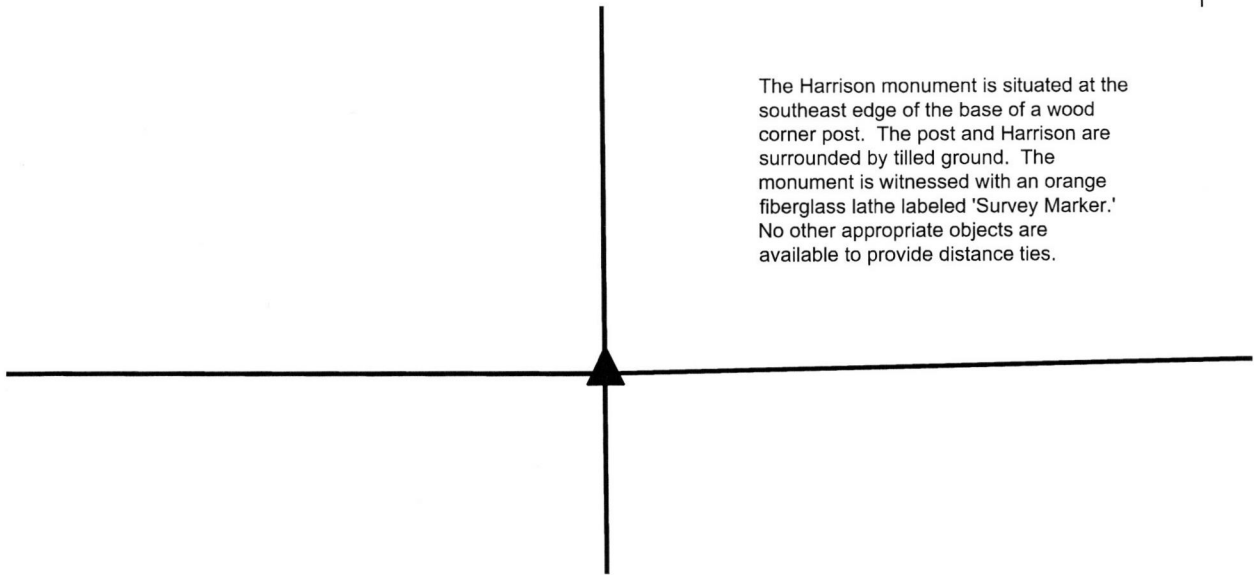 The Harrison monument is situated at the
southeast edge of the base of a wood
corner post.  The post and Harrison are
surrounded by tilled ground.  The
monument is witnessed with an orange
fiberglass lathe labeled 'Survey Marker.'
No other appropriate objects are
available to provide distance ties.